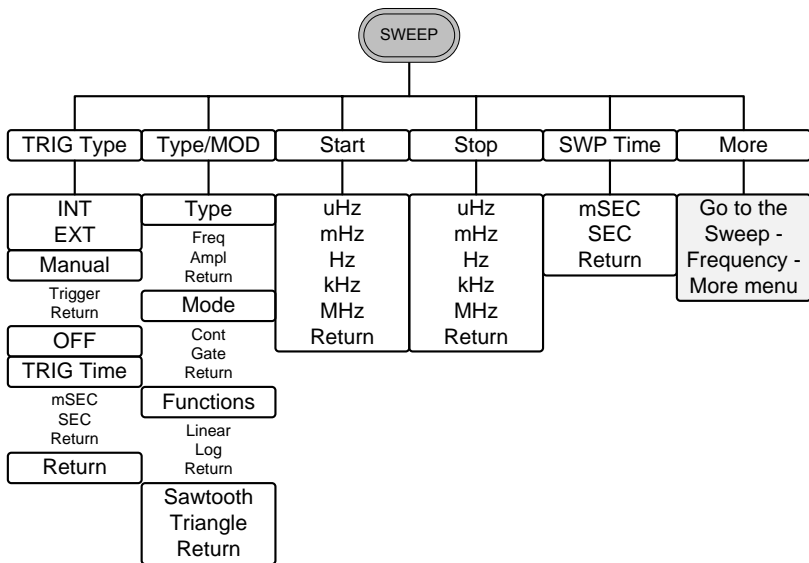 SWEEP
TRIG Type
Type/MOD
Start
Stop
SWP Time
More
INT
EXT
Manual
Trigger
Return
OFF
TRIG Time
mSEC
SEC
Return
Return
Type
Freq
Ampl
Return
Mode
Cont
Gate
Return
Functions
Linear
Log
Return
Sawtooth
Triangle
Return
uHz
mHz
Hz
kHz
MHz
Return
uHz
mHz
Hz
kHz
MHz
Return
mSEC
SEC
Return
Go to the
Sweep -
Frequency -
More menu